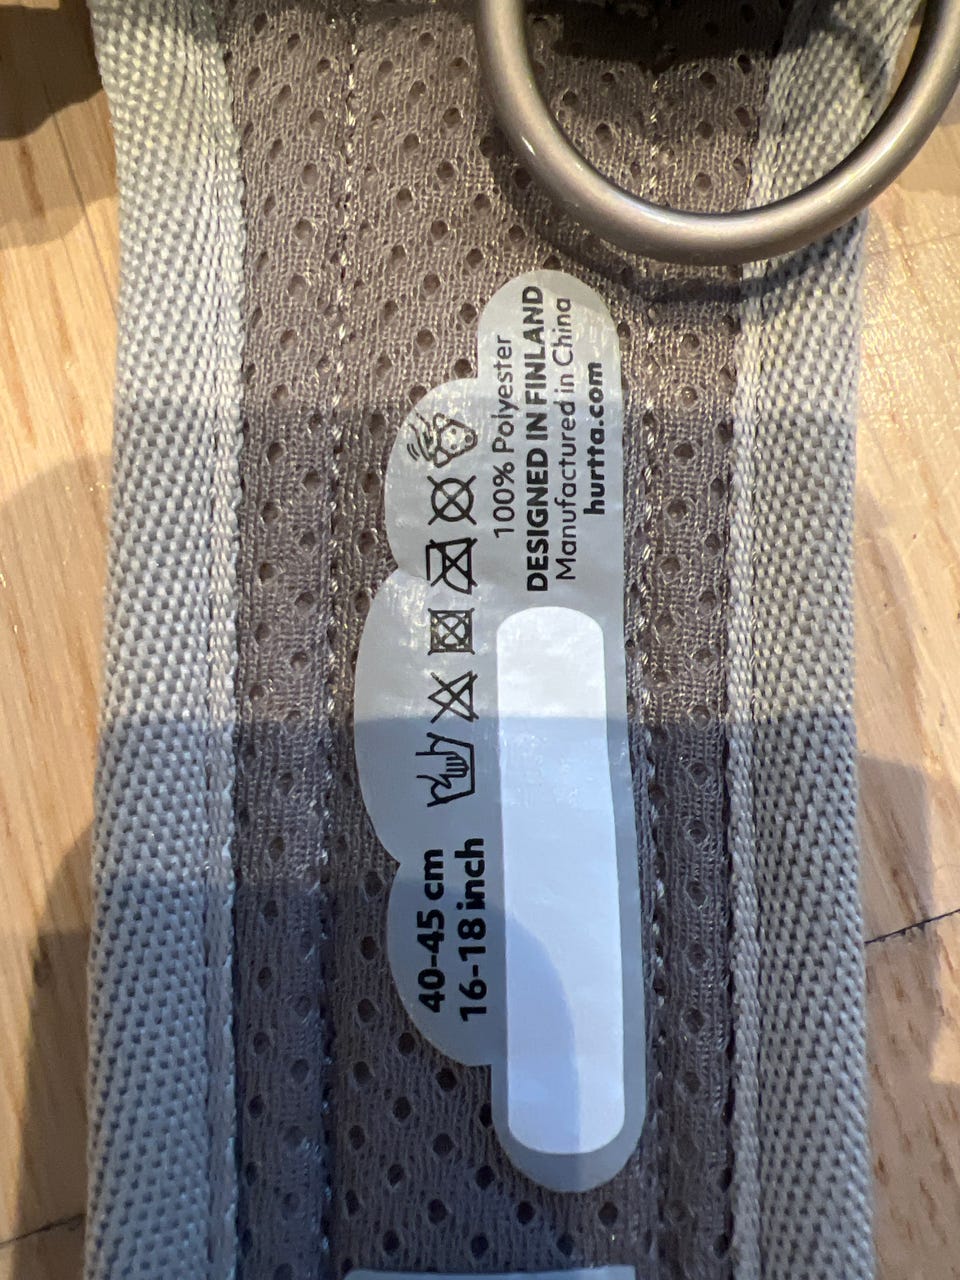 40-45 cm
16-18 inch
100% Polyester
DESIGNED IN FINLAND
Manufactured in China
hurtta.com